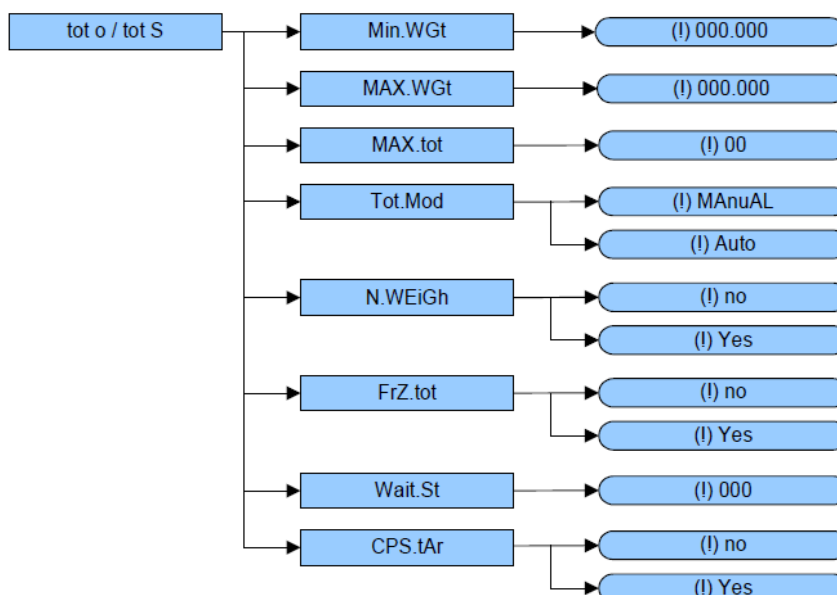 tot o / tot S
Min.WGt
(!) 000.000
MAX.WGt
(!) 000.000
MAX.tot
(!) 00
Tot.Mod
(!) MAnuAL
(!) Auto
N.WEiGh
(!) no
(!) Yes
FrZ.tot
(!) no
(!) Yes
Wait.St
(!) 000
CPS.tAr
(!) no
(!) Yes